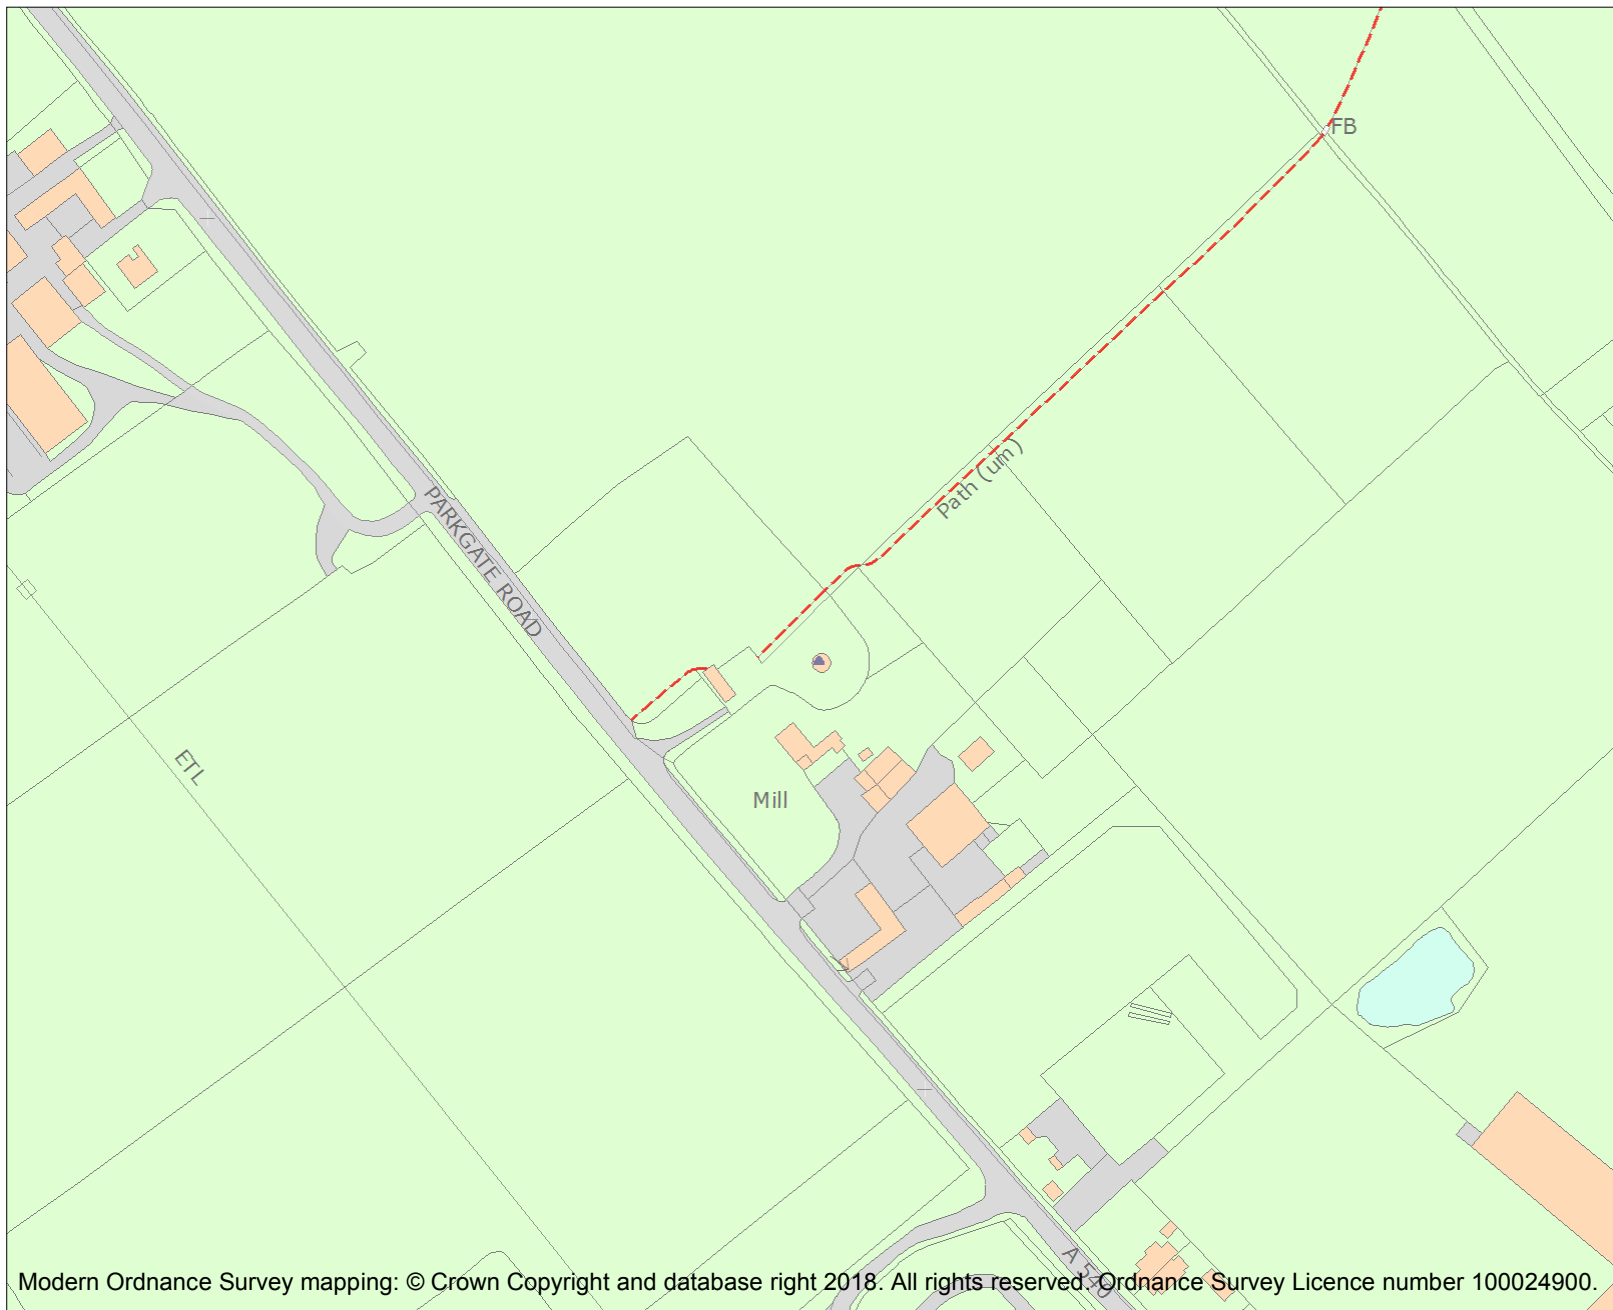 FB
Path (um)
PARKGATE ROAD
ETL
Mill
A 540
Modern Ordnance Survey mapping: © Crown Copyright and database right 2018. All rights reserved. Ordnance Survey Licence number 100024900.